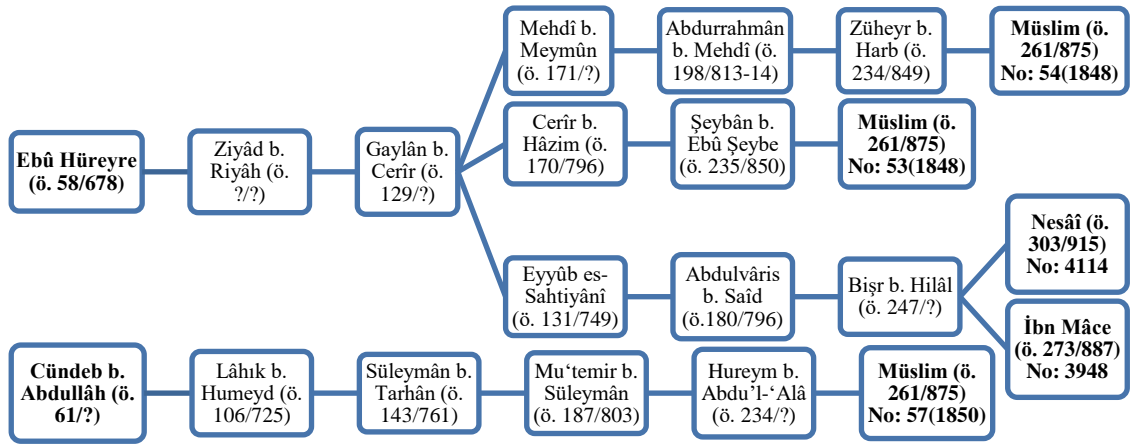 Ebû Hüreyre
(ö. 58/678)
Ziyâd b.
Riyâh (ö.
?/?)
Gaylân b.
Cerîr (ö.
129/?)
Mehdî b.
Meymûn
(ö. 171/?)
Abdurrahmân
b. Mehdî (ö.
198/813-14)
Züheyr b.
Harb (ö.
234/849)
Müslim (ö.
261/875)
No: 54(1848)
Cerîr b.
Hâzim (ö.
170/796)
Şeybân b.
Ebû Şeybe
(ö. 235/850)
Müslim (ö.
261/875)
No: 53(1848)
Eyyûb es-
Sahtiyânî
(ö. 131/749)
Abdulvâris
b. Saîd
(ö.180/796)
Bişr b. Hilâl
(ö. 247/?)
Nesâî (ö.
303/915)
No: 4114
İbn Mâce
(ö. 273/887)
No: 3948
Cündeb b.
Abdullâh (ö.
61/?)
Lâhık b.
Humeyd (ö.
106/725)
Süleymân b.
Tarhân (ö.
143/761)
Mu‘temir b.
Süleymân
(ö. 187/803)
Hureym b.
Abdu’l-‘Alâ
(ö. 234/?)
Müslim (ö.
261/875)
No: 57(1850)